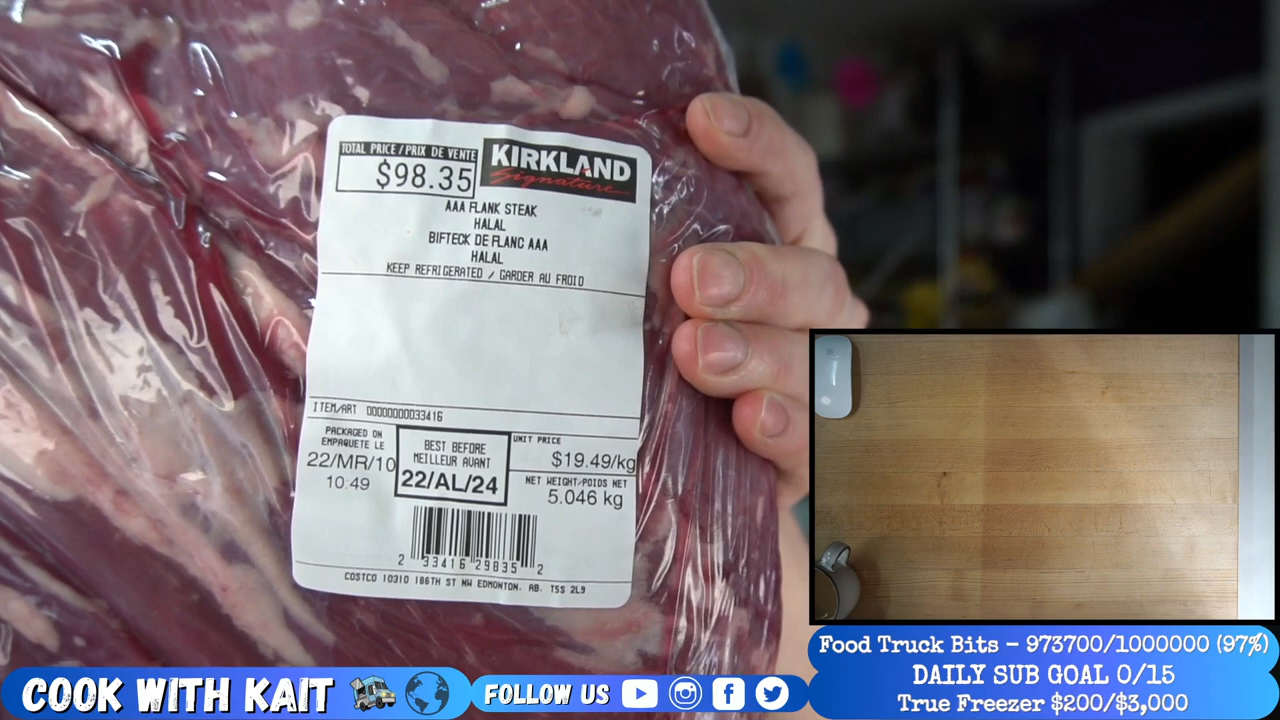 TOTAL PRICE / PRIX DE VENTE
$98.35
KIRKLAND
Signature
AAA FLANK STEAK
HALAL
BIFTECK DE FLANC AAA
HALAL
KEEP REFRIGERATED / GARDER AU FROID
ITEM/ART 00000000033416
PACKAGED ON
EMPAQUETE LE
22/MR/10
10:49
BEST BEFORE
MEILLEUR AVANT
22/AL/24
UNIT PRICE
$19.49/kg
NET WEIGHT/POIDS NET
5.046 kg
2 33416 29835 2
COSTCO 10310 186TH ST NW EDMONTON, AB, T5S 2L9
Food Truck Bits - 973700/1000000 (97%)
DAILY SUB GOAL 0/15
True Freezer $200/$3,000
COOK WITH KAIT
FOLLOW US